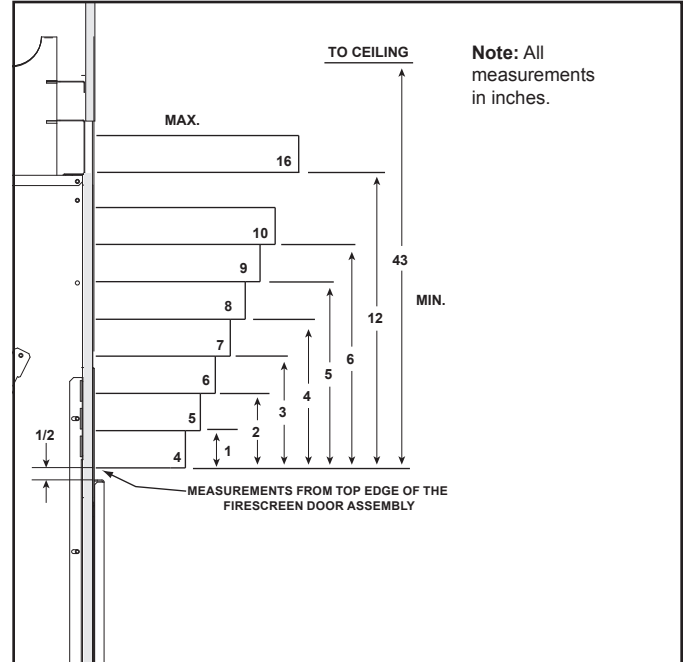 TO CEILING
Note: All
measurements
in inches.
MAX.
16
10
9
43
8
MIN.
12
7
6
6
5
5
4
4
3
2
1
1/2
MEASUREMENTS FROM TOP EDGE OF THE
FIRESCREEN DOOR ASSEMBLY